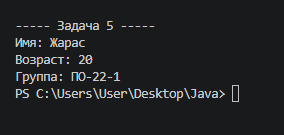 ----- Задача 5 -----
Имя: Жарас
Возраст: 20
Группа: ПО-22-1
PS C:\Users\User\Desktop\Java>